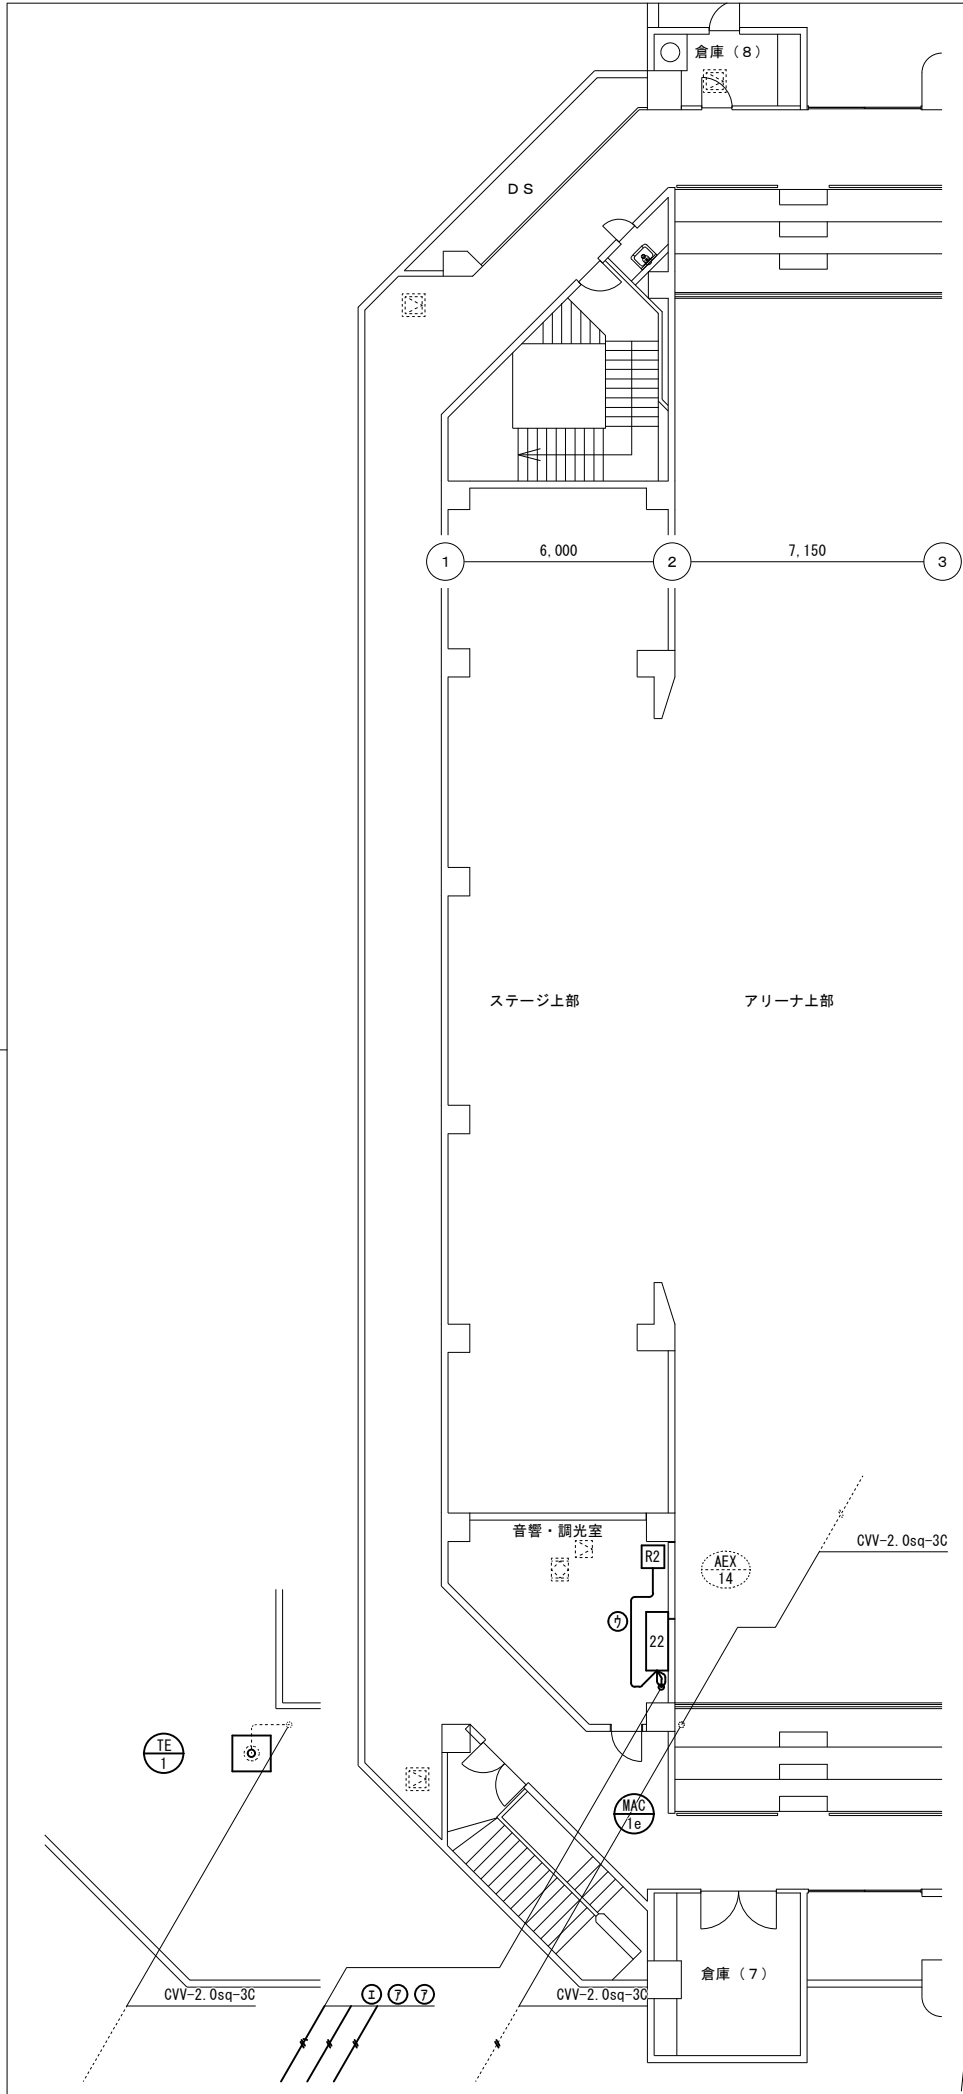 倉庫（８）
ＤＳ
1
6,000
2
7,150
3
ステージ上部
アリーナ上部
音響・調光室
R2
AEX
14
CVV-2.0sq-3C
ウ
22
TE
1
MAC
1e
倉庫（７）
CVV-2.0sq-3C
エ ア ア
CVV-2.0sq-3C